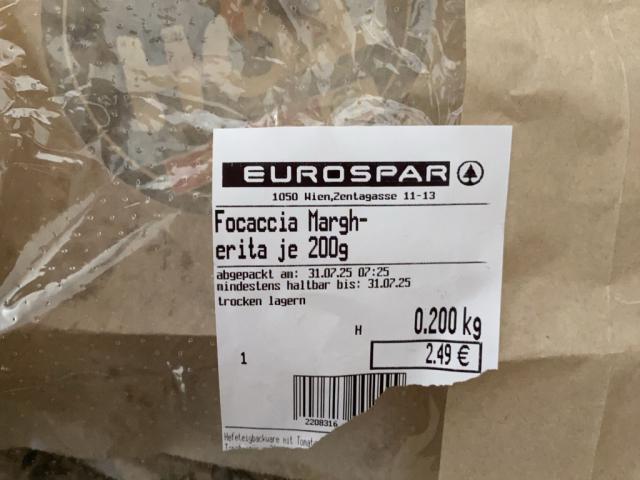 EUROSPAR
1050 Wien,Zentagasse 11-13
Focaccia Margh-
erita je 200g
abgepackt am: 31.07.25 07:25
mindestens haltbar bis: 31.07.25
trocken lagern
H 0.200 kg
1 2.49 €
2208316
Hefeteigbackware mit